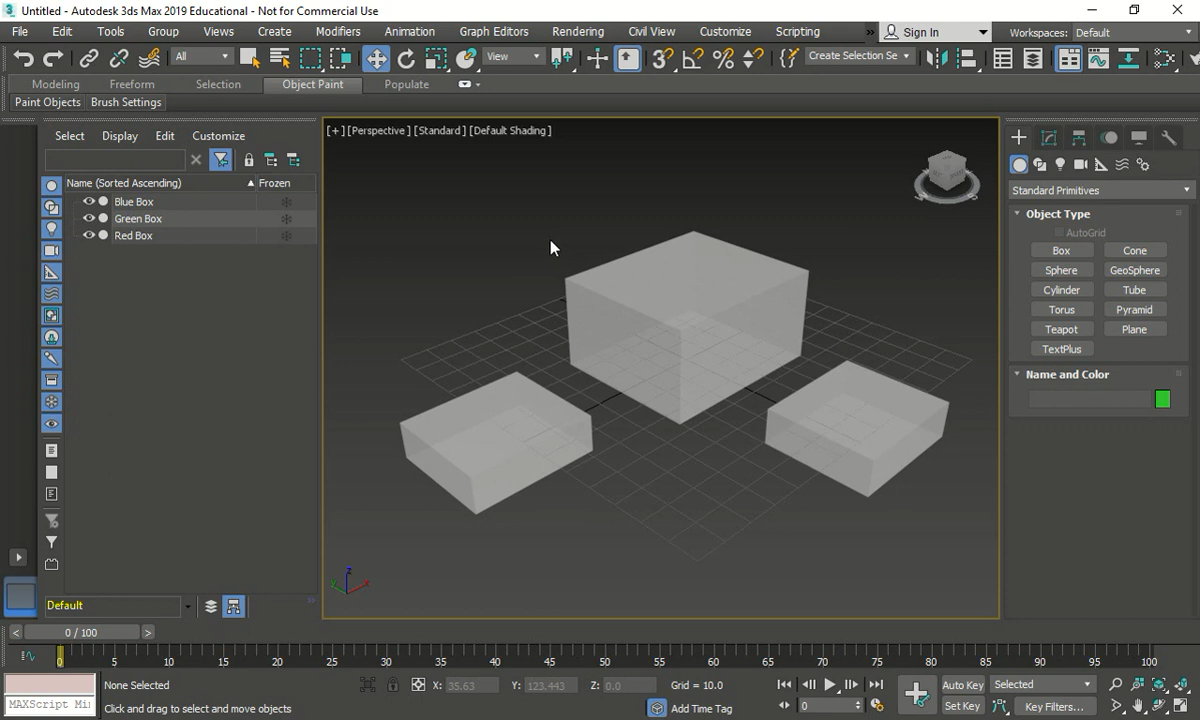 Untitled - Autodesk 3ds Max 2019 Educational - Not for Commercial Use
File Edit Tools Group Views Create Modifiers Animation Graph Editors Rendering Civil View Customize Scripting » Sign In Workspaces: Default
All View 3 Create Selection Se
Modeling Freeform Selection Object Paint Populate
Paint Objects Brush Settings
Select Display Edit Customize
[+] [Perspective] [Standard] [Default Shading]
Name (Sorted Ascending) Frozen
Blue Box
Green Box
Red Box
Standard Primitives
Object Type
AutoGrid
Box Cone
Sphere GeoSphere
Cylinder Tube
Torus Pyramid
Teapot Plane
TextPlus
Name and Color
z
x
Default
< 0 / 100 >
0 5 10 15 20 25 30 35 40 45 50 55 60 65 70 75 80 85 90 95 100
None Selected X: 35.63 Y: 123.443 Z: 0.0 Grid = 10.0 Auto Key Selected
MAXScript Mi Click and drag to select and move objects Add Time Tag 0 Set Key Key Filters...